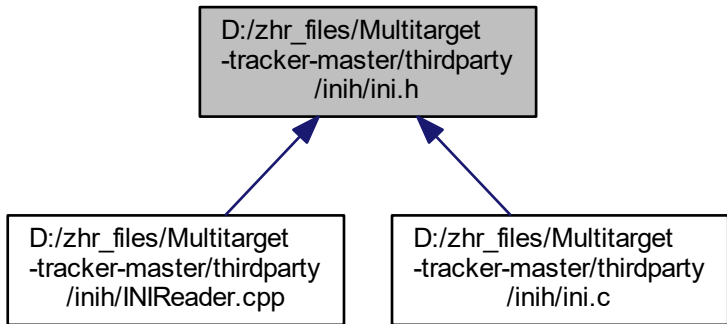 D:/zhr_files/Multitarget
-tracker-master/thirdparty
/inih/ini.h
D:/zhr_files/Multitarget
-tracker-master/thirdparty
/inih/INIReader.cpp
D:/zhr_files/Multitarget
-tracker-master/thirdparty
/inih/ini.c